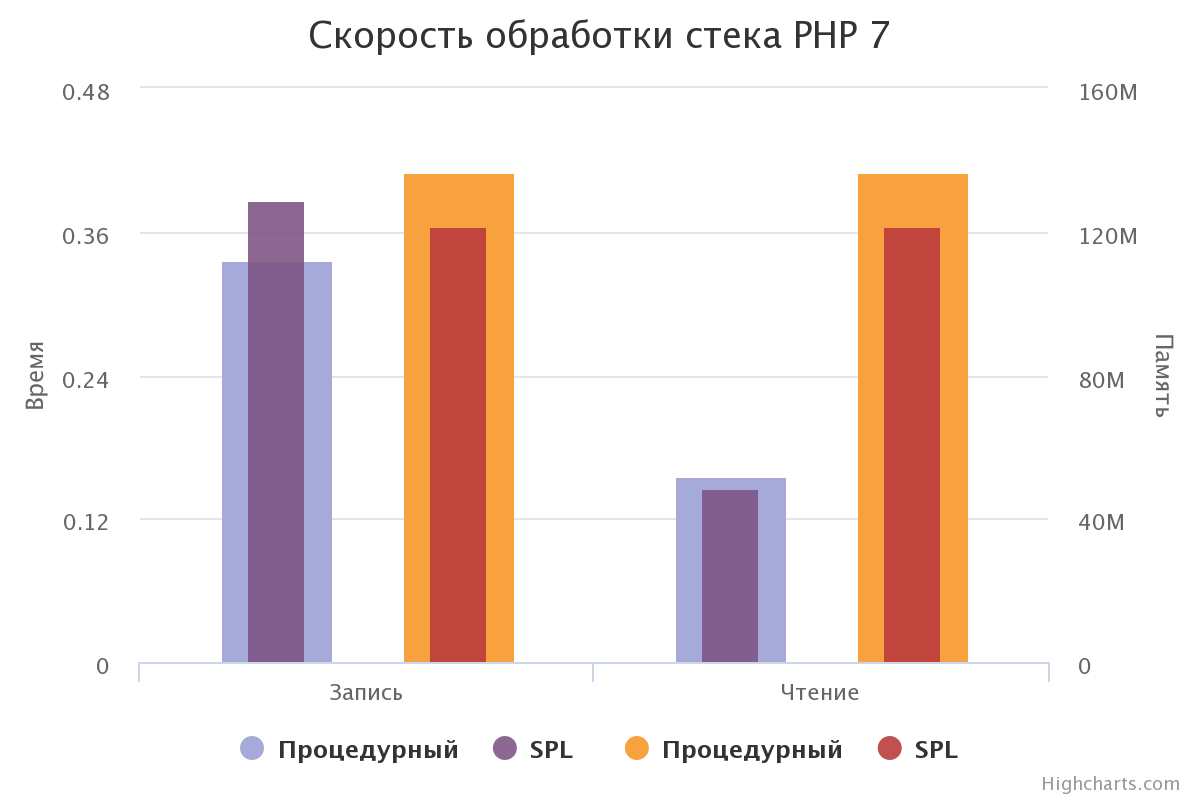 Скорость обработки стека PHP 7
0.48
0.36
0.24
0.12
0
Время
160M
120M
80M
40M
0
Память
Запись
Чтение
Процедурный SPL Процедурный SPL
Highcharts.com